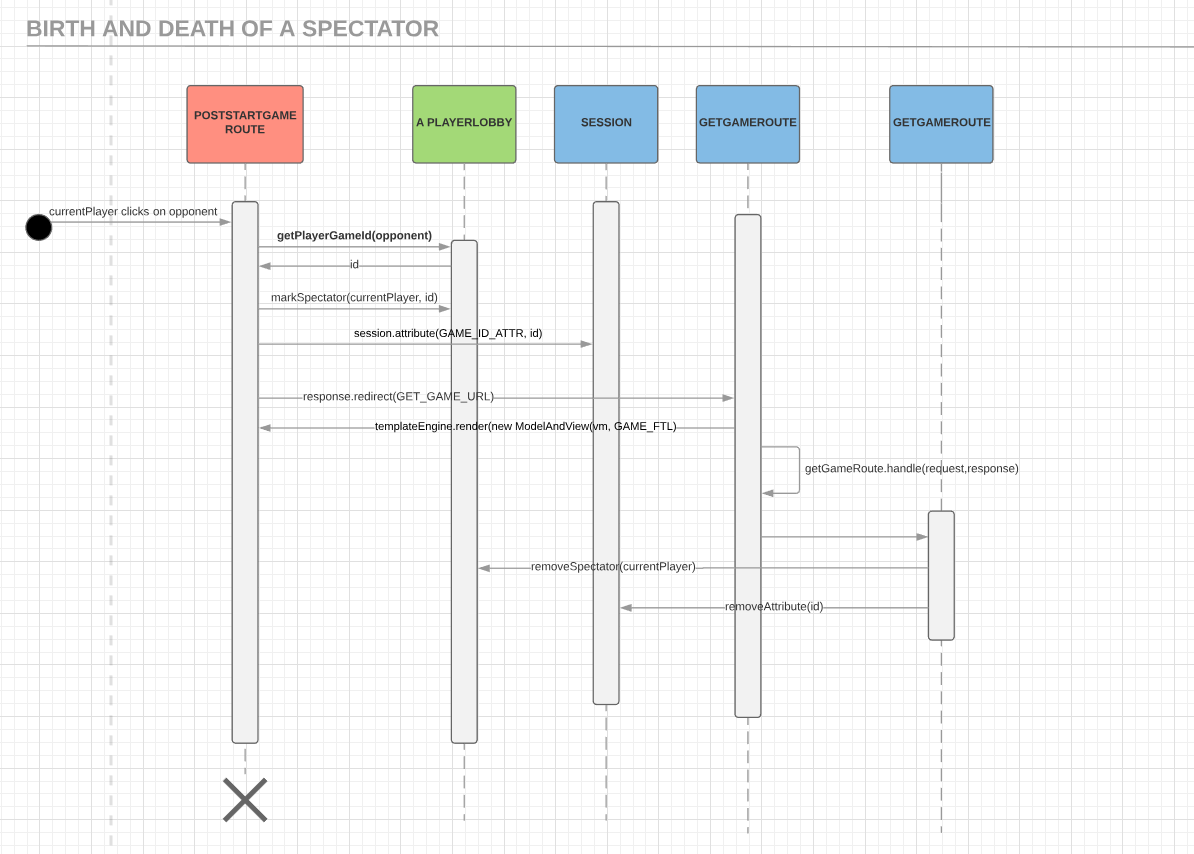 BIRTH AND DEATH OF A SPECTATOR
POSTSTARTGAME
ROUTE
A PLAYERLOBBY
SESSION
GETGAMEROUTE
GETGAMEROUTE
currentPlayer clicks on opponent
getPlayerGameId(opponent)
id
markSpectator(currentPlayer, id)
session.attribute(GAME_ID_ATTR, id)
response.redirect(GET_GAME_URL)
templateEngine.render(new ModelAndView(vm, GAME_FTL)
getGameRoute.handle(request,response)
removeSpectator(currentPlayer)
removeAttribute(id)